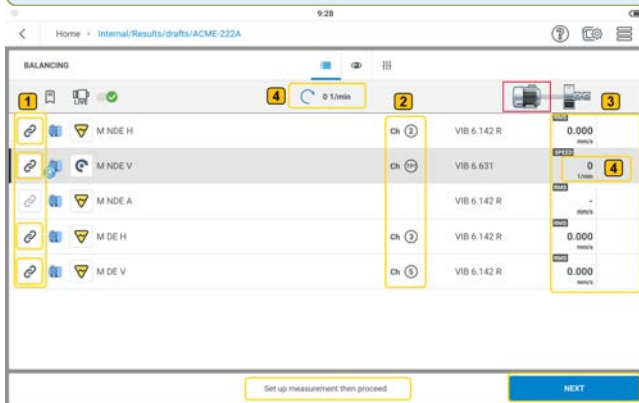 9:28
Home › Internal/Results/drafts/ACME-222A
BALANCING
1 LIVE 4 0 1/min 2 3
M NDE H Ch 2 VIB 6.142 R RMS 0.000 mm/s
M NDE V Ch VIB 6.631 SPEED 0 1/min 4
M NDE A VIB 6.142 R RMS - mm/s
M DE H Ch 3 VIB 6.142 R RMS 0.000 mm/s
M DE V Ch 5 VIB 6.142 R RMS 0.000 mm/s
Set up measurement then proceed
NEXT